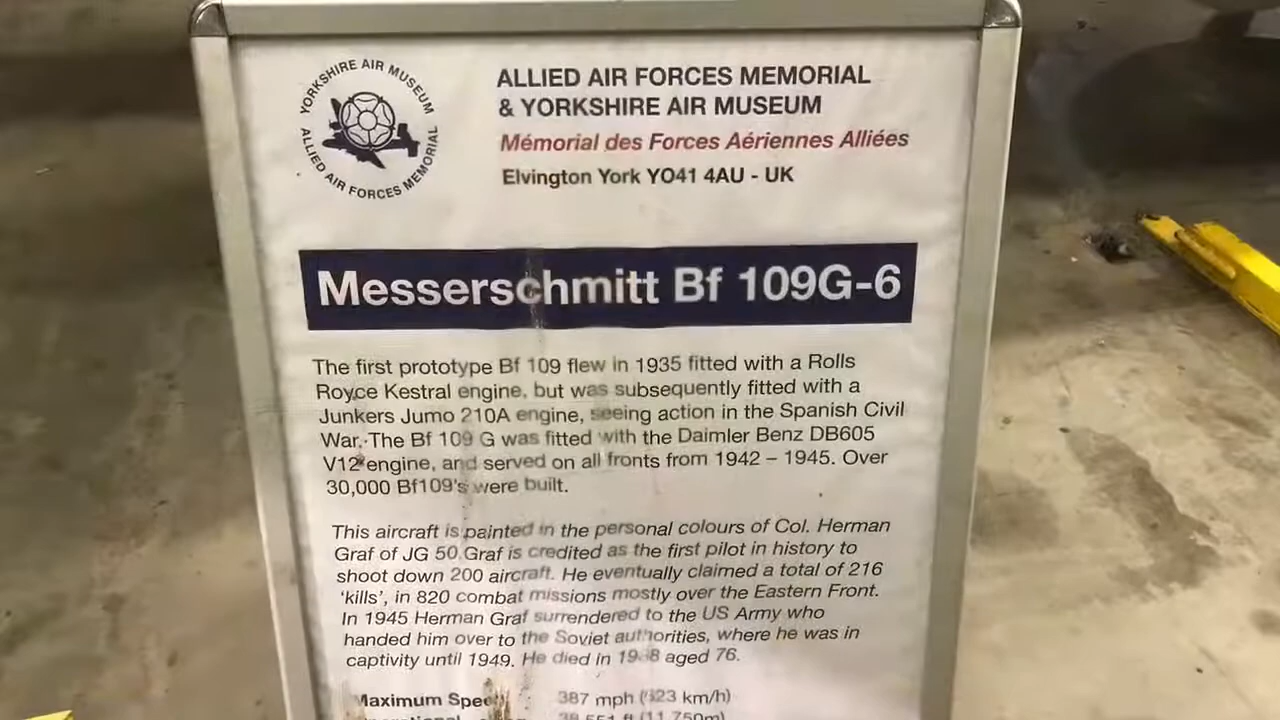 YORKSHIRE AIR MUSEUM
ALLIED AIR FORCES MEMORIAL
ALLIED AIR FORCES MEMORIAL
& YORKSHIRE AIR MUSEUM
Mémorial des Forces Aériennes Alliées
Elvington York YO41 4AU - UK
Messerschmitt Bf 109G-6
The first prototype Bf 109 flew in 1935 fitted with a Rolls
Royce Kestral engine, but was subsequently fitted with a
Junkers Jumo 210A engine, seeing action in the Spanish Civil
War. The Bf 109 G was fitted with the Daimler Benz DB605
V12 engine, and served on all fronts from 1942 – 1945. Over
30,000 Bf109's were built.
This aircraft is painted in the personal colours of Col. Herman
Graf of JG 50. Graf is credited as the first pilot in history to
shoot down 200 aircraft. He eventually claimed a total of 216
‘kills’, in 820 combat missions mostly over the Eastern Front.
In 1945 Herman Graf surrendered to the US Army who
handed him over to the Soviet authorities, where he was in
captivity until 1949. He died in 1988 aged 76.
Maximum Speed 387 mph (623 km/h)
(11,750m)